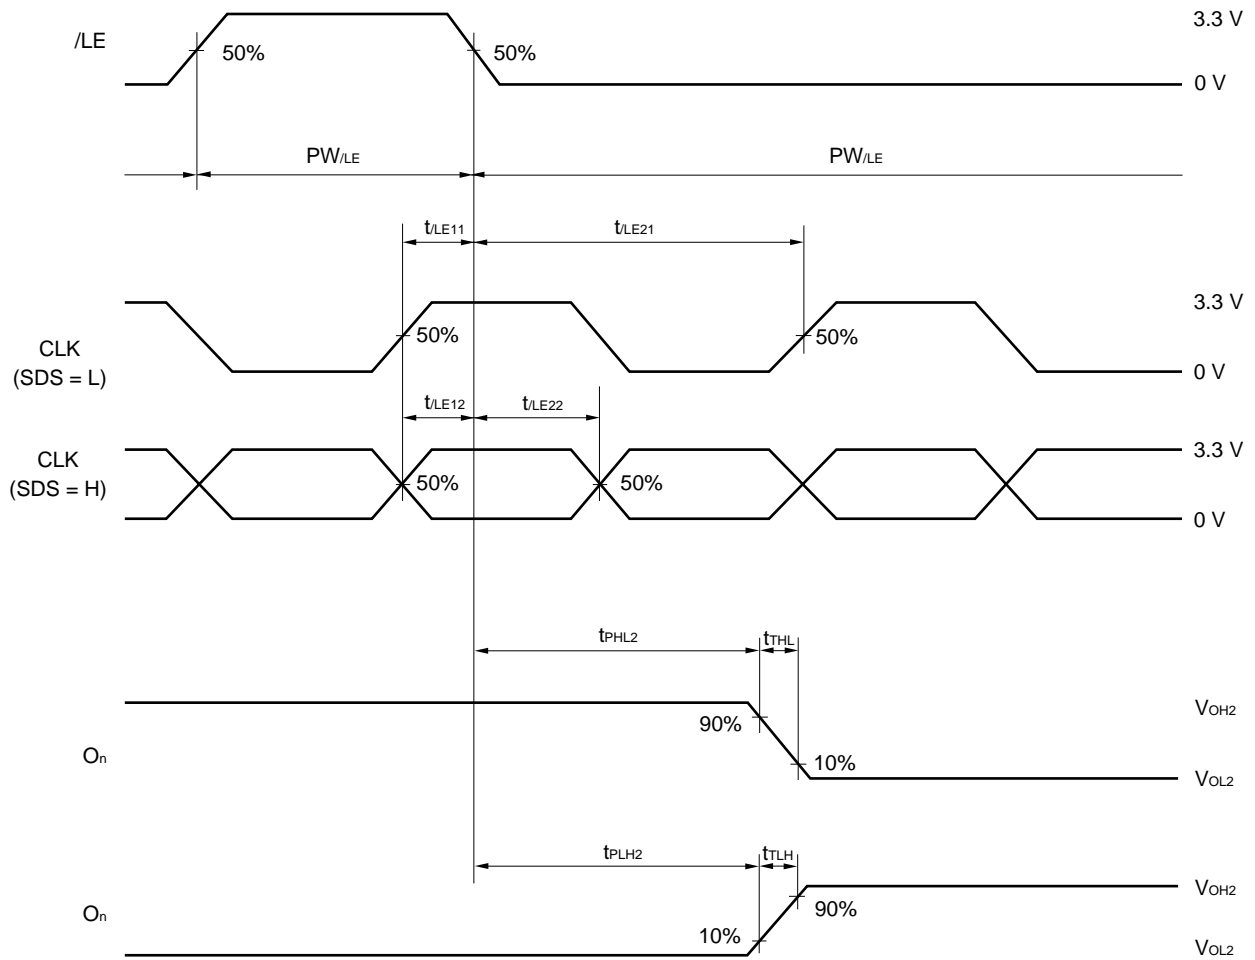 3.3 V
/LE
50%
50%
0 V
PW/LE
PW/LE
t/LE11
t/LE21
3.3 V
50%
50%
CLK
(SDS = L)
0 V
t/LE12
t/LE22
3.3 V
CLK
(SDS = H)
50%
50%
0 V
tPHL2
tTHL
VOH2
90%
On
10%
VOL2
tPLH2
tTLH
VOH2
90%
On
10%
VOL2